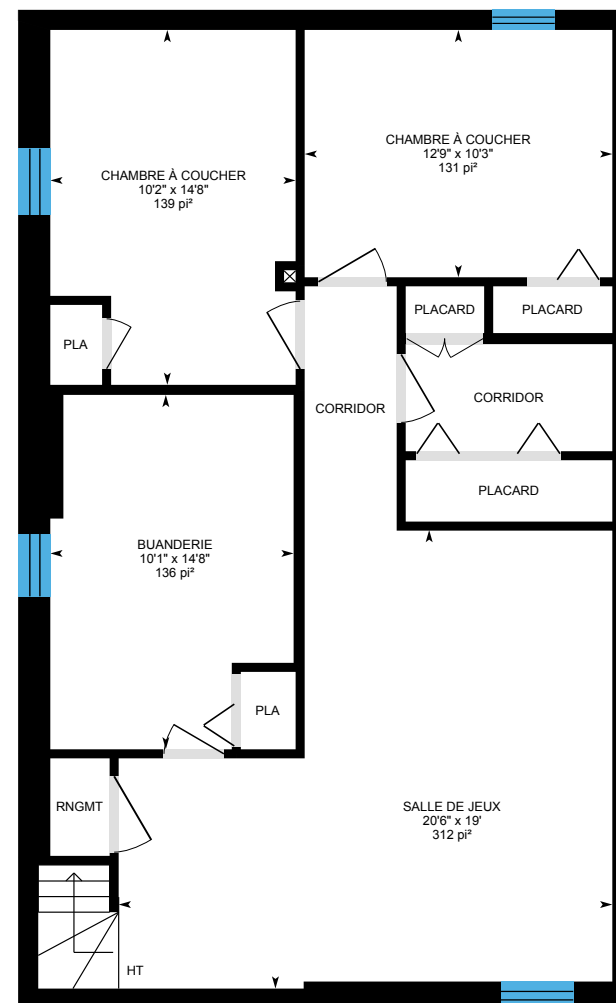 CHAMBRE À COUCHER
12'9" x 10'3"
131 pi²
CHAMBRE À COUCHER
10'2" x 14'8"
139 pi²
PLACARD
PLACARD
PLA
CORRIDOR
CORRIDOR
PLACARD
BUANDERIE
10'1" x 14'8"
136 pi²
PLA
RNGMT
SALLE DE JEUX
20'6" x 19'
312 pi²
HT